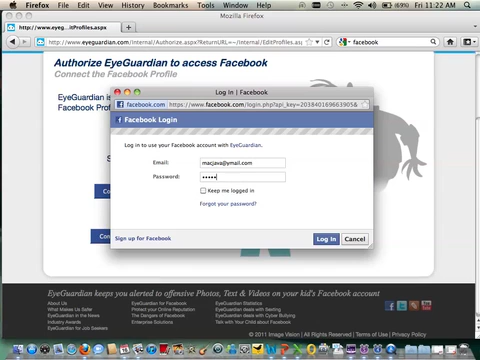 Firefox File Edit View History Bookmarks Tools Window Help
(69%) Fri 11:22 AM
Mozilla Firefox
http://www.eyeg...itProfiles.aspx
http://www.eyeguardian.com/Internal/Authorize.aspx?ReturnURL=~/Internal/EditProfiles.as
facebook
Authorize EyeGuardian to access Facebook
Connect the Facebook Profile
EyeGuardian is
Facebook Prof
S
Co
Con
Log In | Facebook
facebook.com https://www.facebook.com/login.php?api_key=203840169663905&
Facebook Login
Log in to use your Facebook account with EyeGuardian.
Email: macjava@ymail.com
Password: •••••
Keep me logged in
Forgot your password?
Sign up for Facebook
Log In Cancel
EyeGuardian keeps you alerted to offensive Photos, Text & Videos on your kid's Facebook account
About Us EyeGuardian for Facebook EyeGuardian Statistics
What Makes Us Safer Protect your Online Reputation Facebook deals with Sexting
EyeGuardian in the News The Dangers of Facebook Facebook deals with Cyber Bullying
Industry Awards Enterprise Solutions Talk with Your Child about Facebook
EyeGuardian for Job Seekers
© 2011 Image Vision | All Rights Reserved | Terms of Use | Privacy Policy